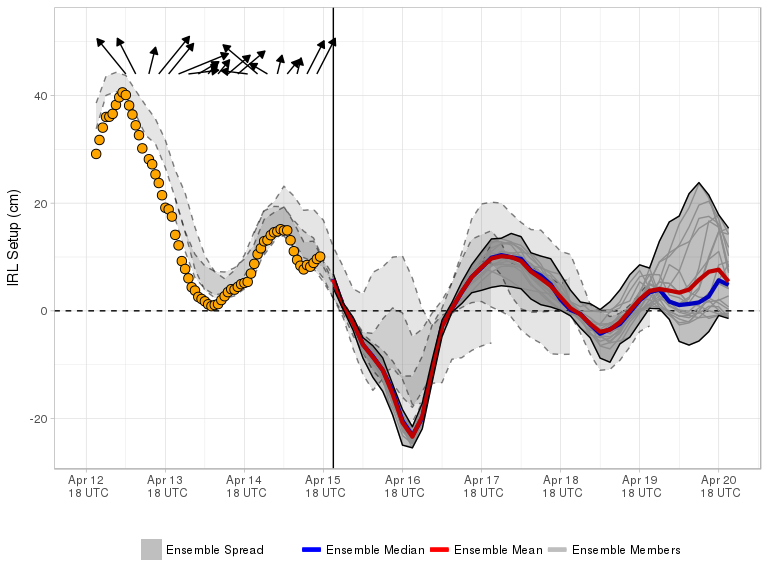 IRL Setup (cm)
40
20
0
-20
Apr 12 Apr 13 Apr 14 Apr 15 Apr 16 Apr 17 Apr 18 Apr 19 Apr 20
18 UTC 18 UTC 18 UTC 18 UTC 18 UTC 18 UTC 18 UTC 18 UTC 18 UTC
Ensemble Spread Ensemble Median Ensemble Mean Ensemble Members